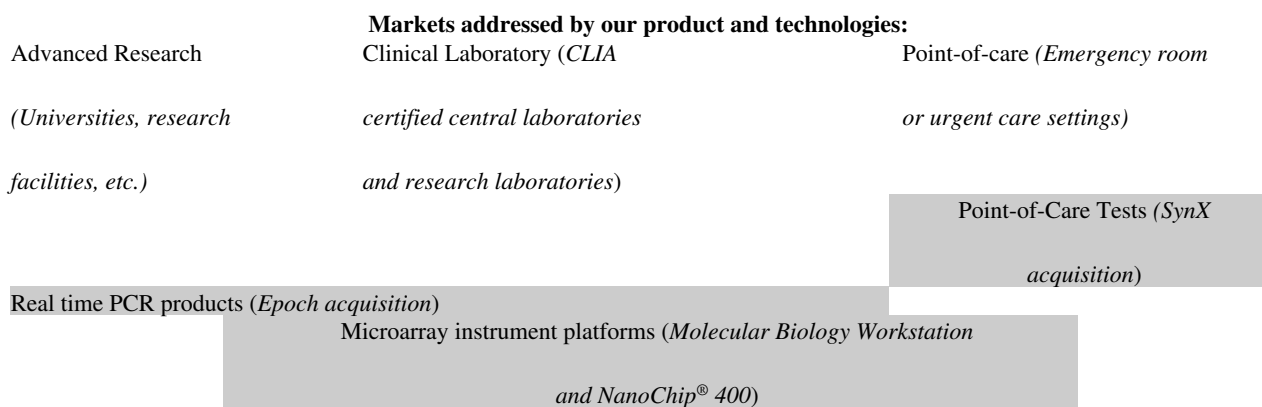 Markets addressed by our product and technologies:
Advanced Research Clinical Laboratory (CLIA Point-of-care (Emergency room
(Universities, research certified central laboratories or urgent care settings)
facilities, etc.) and research laboratories)
Point-of-Care Tests (SynX
acquisition)
Real time PCR products (Epoch acquisition)
Microarray instrument platforms (Molecular Biology Workstation
and NanoChip® 400)